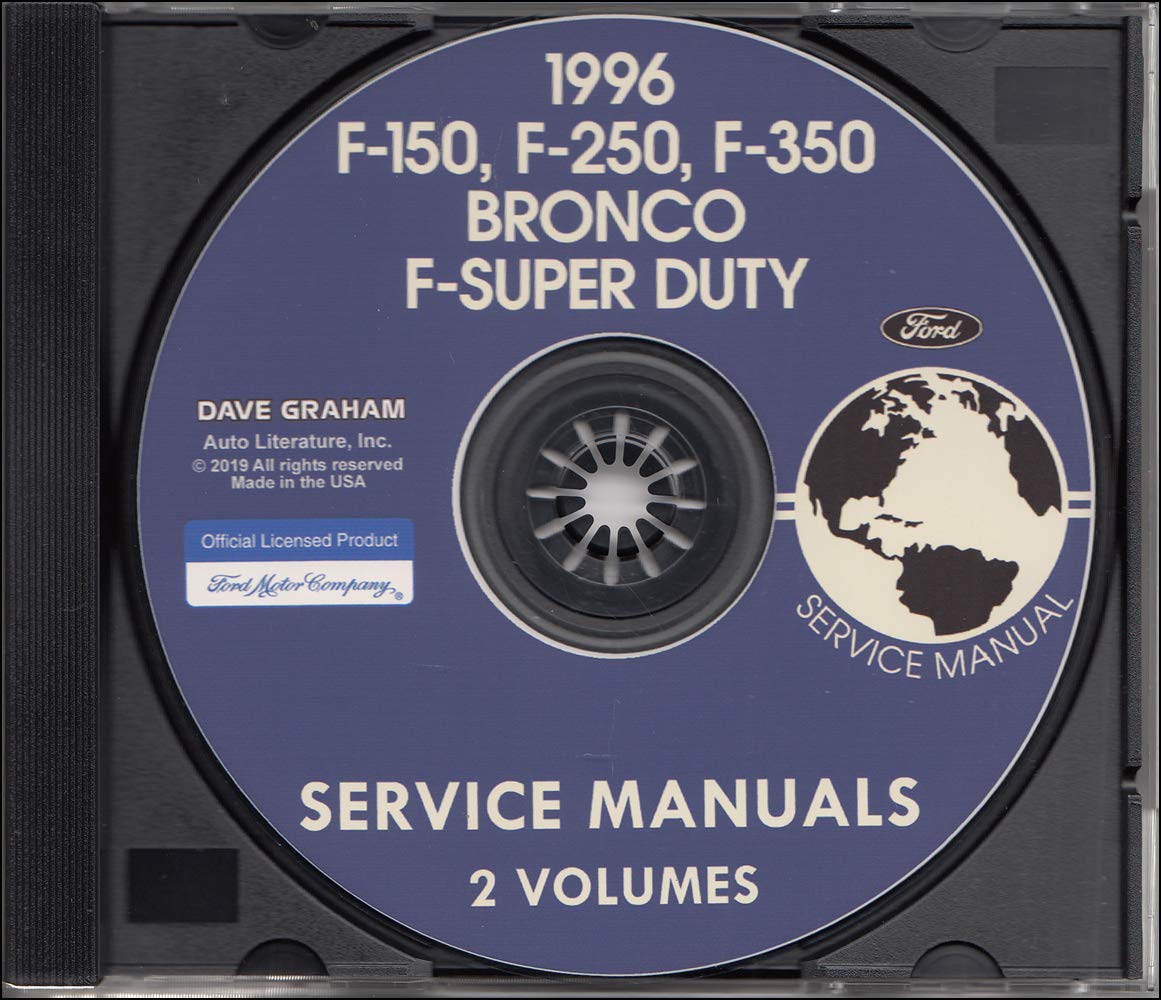 1996
F-150, F-250, F-350
BRONCO
F-SUPER DUTY
Ford
DAVE GRAHAM
Auto Literature, Inc.
© 2019 All rights reserved
Made in the USA
Official Licensed Product
Ford Motor Company®
SERVICE MANUAL
SERVICE MANUALS
2 VOLUMES